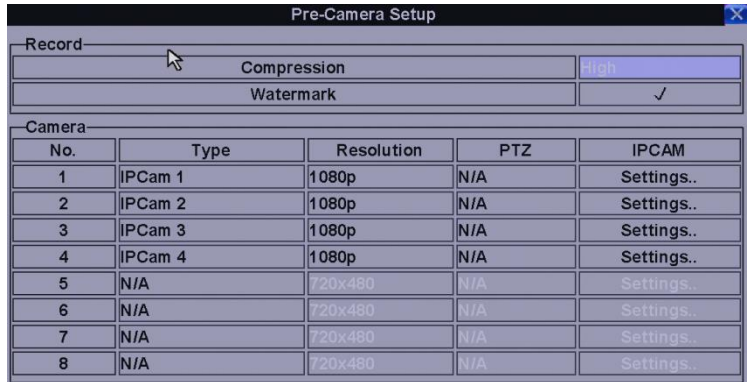 Pre-Camera Setup
Record
Compression High
Watermark ✓
Camera
No. Type Resolution PTZ IPCAM
1 IPCam 1 1080p N/A Settings..
2 IPCam 2 1080p N/A Settings..
3 IPCam 3 1080p N/A Settings..
4 IPCam 4 1080p N/A Settings..
5 N/A 720x480 N/A Settings..
6 N/A 720x480 N/A Settings..
7 N/A 720x480 N/A Settings..
8 N/A 720x480 N/A Settings..